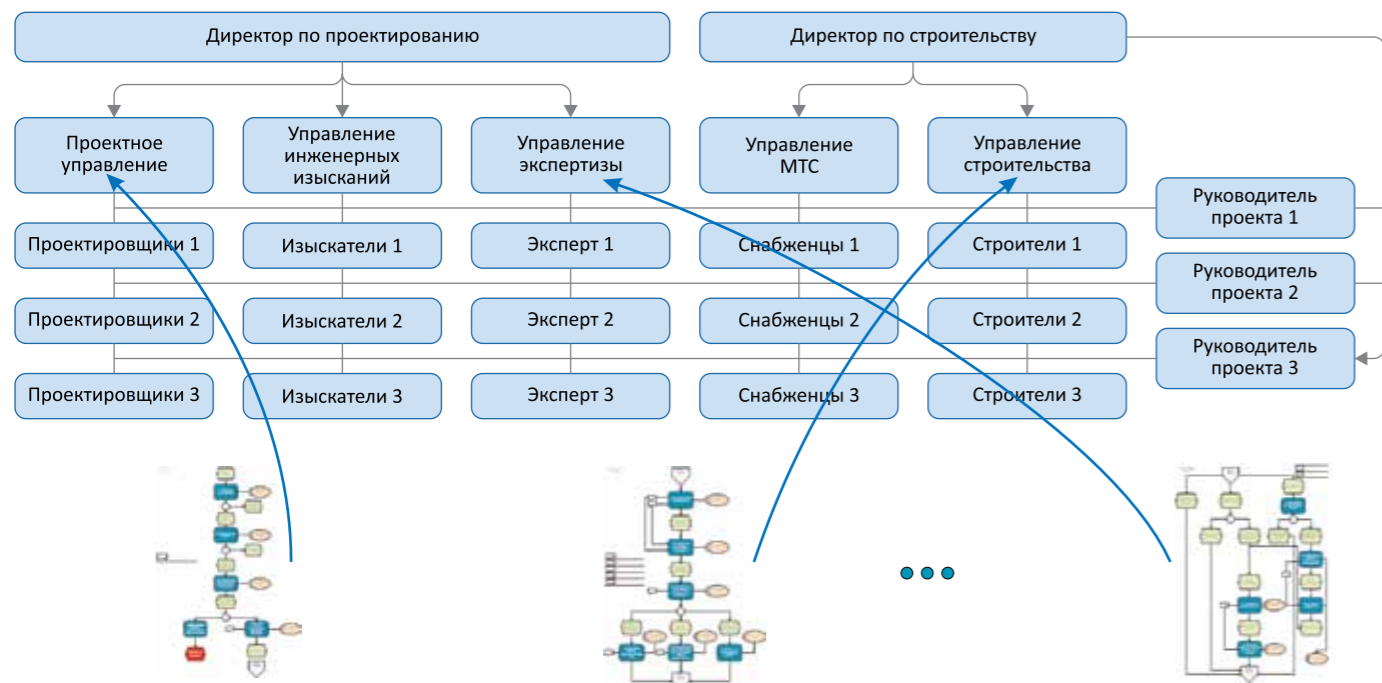 Директор по проектированию
Директор по строительству
Проектное
управление
Управление
инженерных
изысканий
Управление
экспертизы
Управление
МТС
Управление
строительства
Руководитель
проекта 1
Проектировщики 1
Изыскатели 1
Эксперт 1
Снабженцы 1
Строители 1
Руководитель
проекта 2
Проектировщики 2
Изыскатели 2
Эксперт 2
Снабженцы 2
Строители 2
Руководитель
проекта 3
Проектировщики 3
Изыскатели 3
Эксперт 3
Снабженцы 3
Строители 3